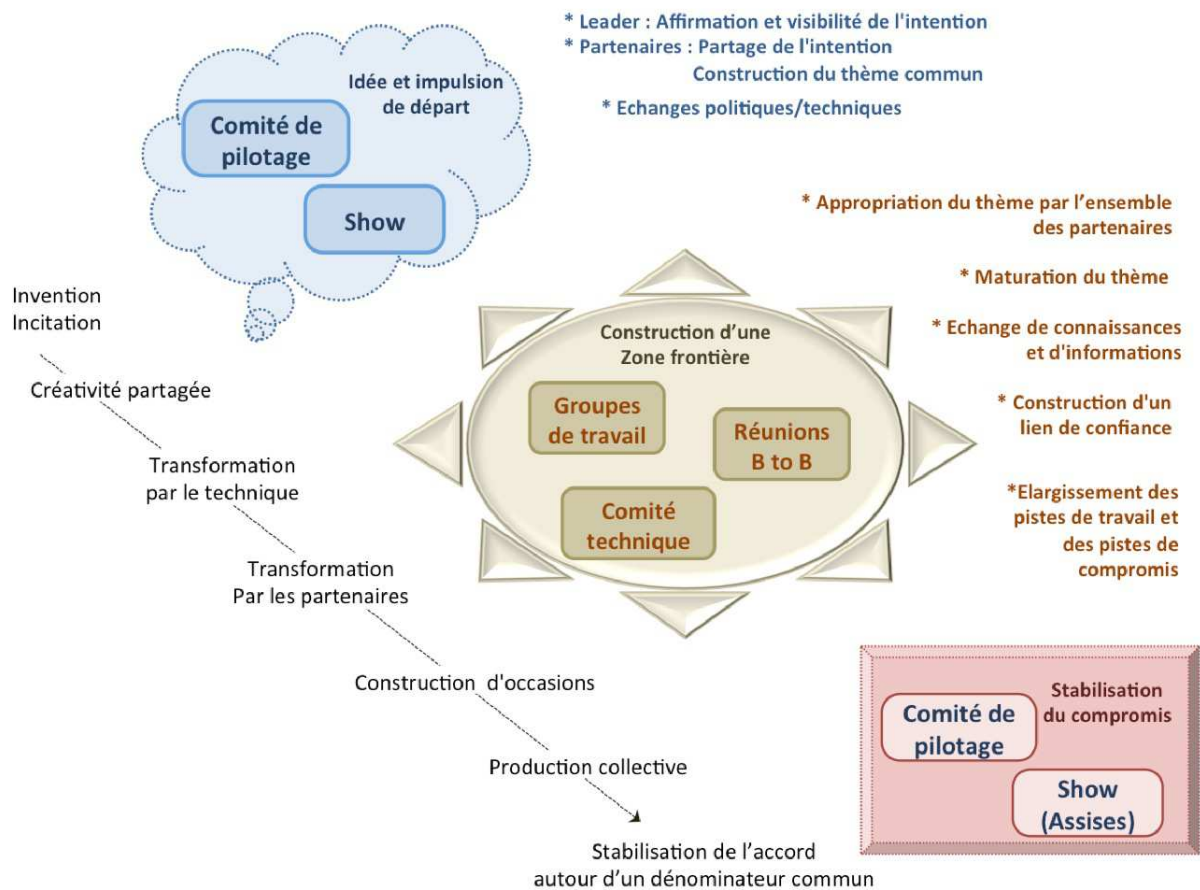 * Leader : Affirmation et visibilité de l'intention
* Partenaires : Partage de l'intention
Construction du thème commun
* Echanges politiques/techniques
Idée et impulsion
de départ
Comité de
pilotage
Show
* Appropriation du thème par l'ensemble
des partenaires
* Maturation du thème
* Echange de connaissances
et d'informations
* Construction d'un
lien de confiance
*Elargissement des
pistes de travail et
des pistes de
compromis
Construction d'une
Zone frontière
Groupes
de travail
Réunions
B to B
Comité
technique
Invention
Incitation
Créativité partagée
Transformation
par le technique
Transformation
Par les partenaires
Construction d'occasions
Production collective
Stabilisation de l'accord
autour d'un dénominateur commun
Stabilisation
du compromis
Comité de
pilotage
Show
(Assises)